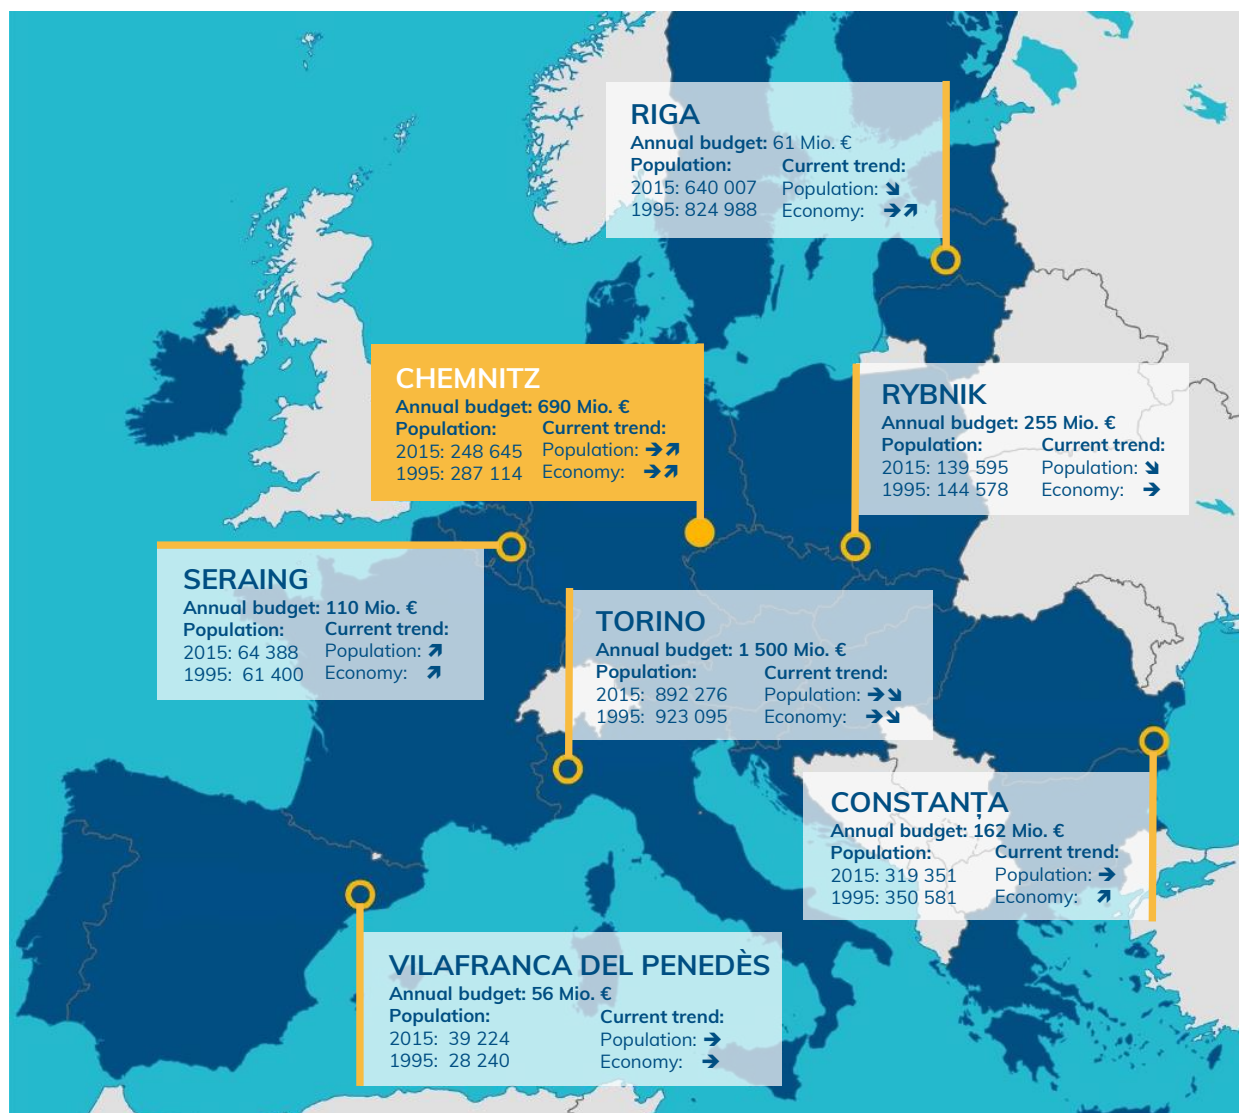 RIGA
Annual budget: 61 Mio. €
Population: Current trend:
2015: 640 007 Population: ➔
1995: 824 988 Economy: ➔➔
CHEMNITZ
Annual budget: 690 Mio. €
Population: Current trend:
2015: 248 645 Population: ➔➔
1995: 287 114 Economy: ➔➔
RYBNIK
Annual budget: 255 Mio. €
Population: Current trend:
2015: 139 595 Population: ➔
1995: 144 578 Economy: ➔
SERAING
Annual budget: 110 Mio. €
Population: Current trend:
2015: 64 388 Population: ➔
1995: 61 400 Economy: ➔
TORINO
Annual budget: 1 500 Mio. €
Population: Current trend:
2015: 892 276 Population: ➔➔
1995: 923 095 Economy: ➔➔
CONSTANȚA
Annual budget: 162 Mio. €
Population: Current trend:
2015: 319 351 Population: ➔
1995: 350 581 Economy: ➔
VILAFRANCA DEL PENEDÈS
Annual budget: 56 Mio. €
Population: Current trend:
2015: 39 224 Population: ➔
1995: 28 240 Economy: ➔